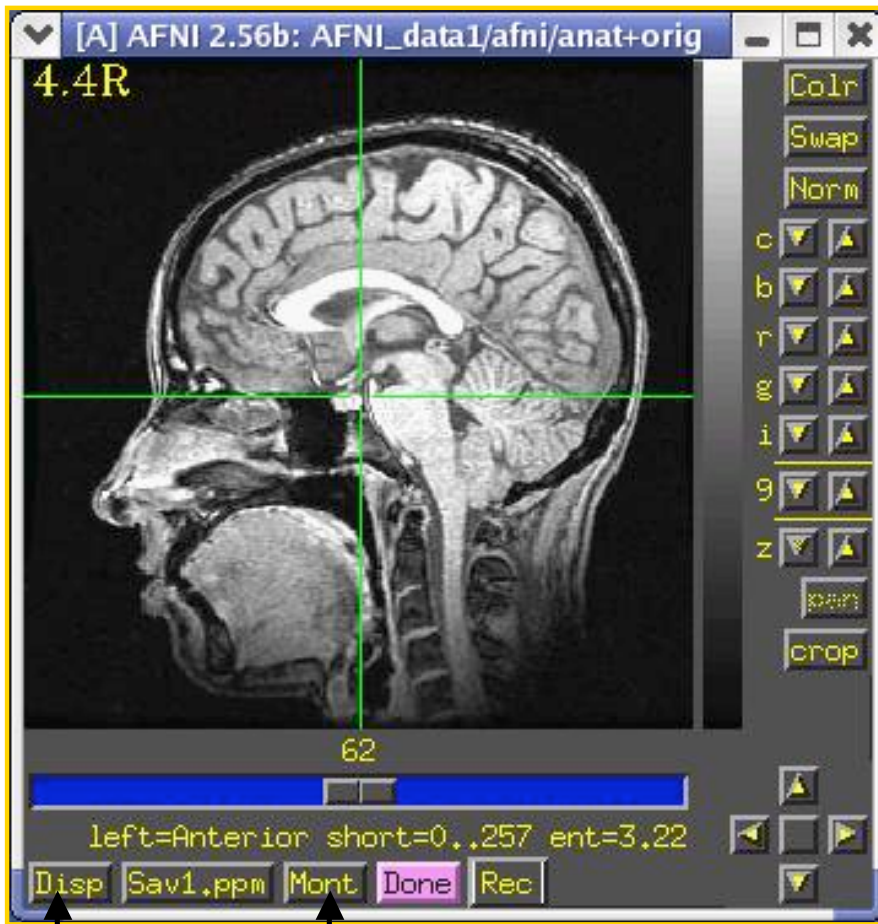 [A] AFNI 2.56b: AFNI_data1/afni/anat+orig
4.4R
Colr
Swap
Norm
c
b
r
g
i
9
z
pan
crop
62
left=Anterior short=0..257 ent=3.22
Disp Sav1.ppm Mont Done Rec